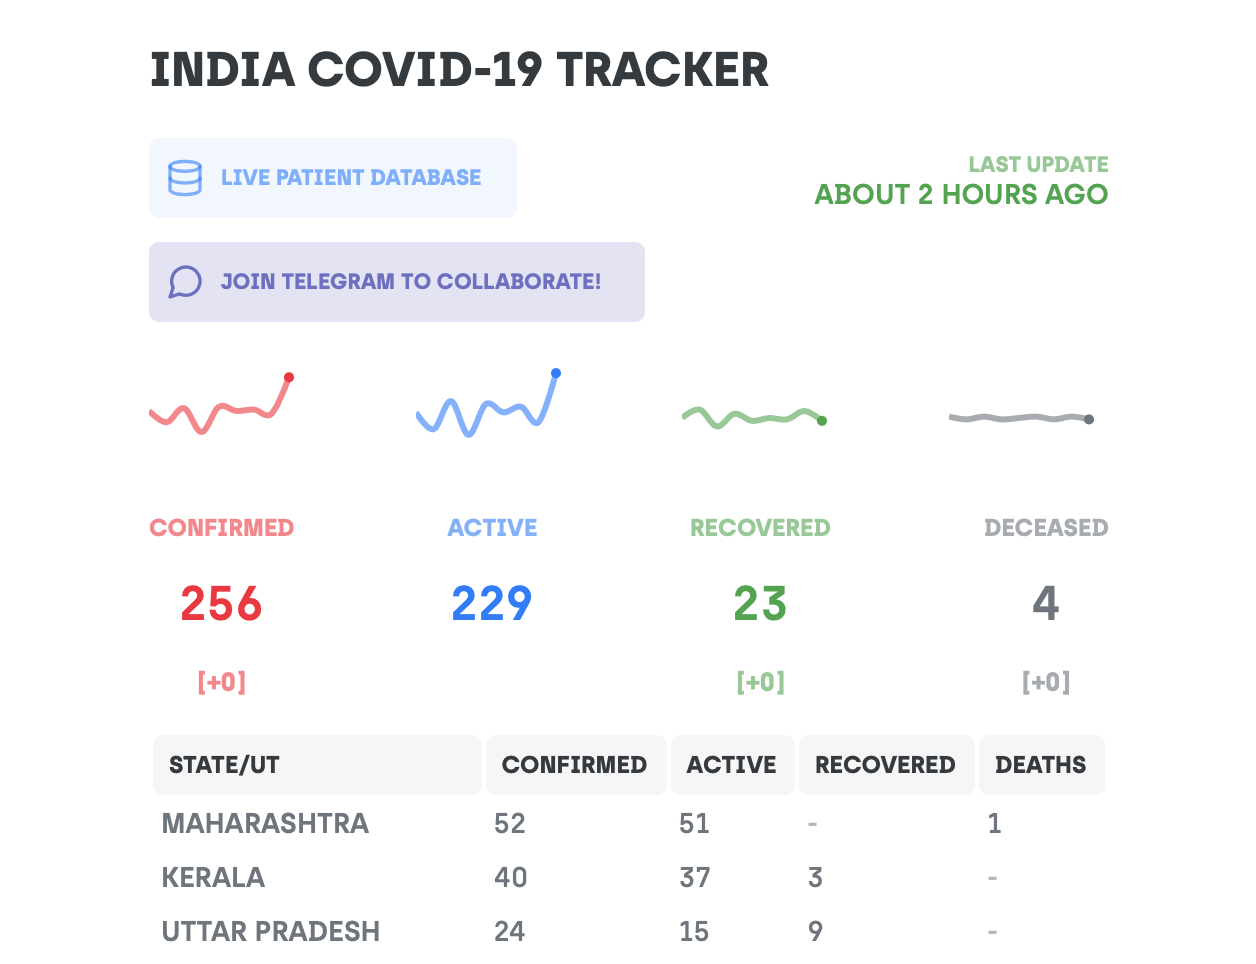 INDIA COVID-19 TRACKER
LIVE PATIENT DATABASE
LAST UPDATE
ABOUT 2 HOURS AGO
JOIN TELEGRAM TO COLLABORATE!
CONFIRMED ACTIVE RECOVERED DECEASED
256 229 23 4
[+0] [+0] [+0]
STATE/UT CONFIRMED ACTIVE RECOVERED DEATHS
MAHARASHTRA 52 51 - 1
KERALA 40 37 3 -
UTTAR PRADESH 24 15 9 -